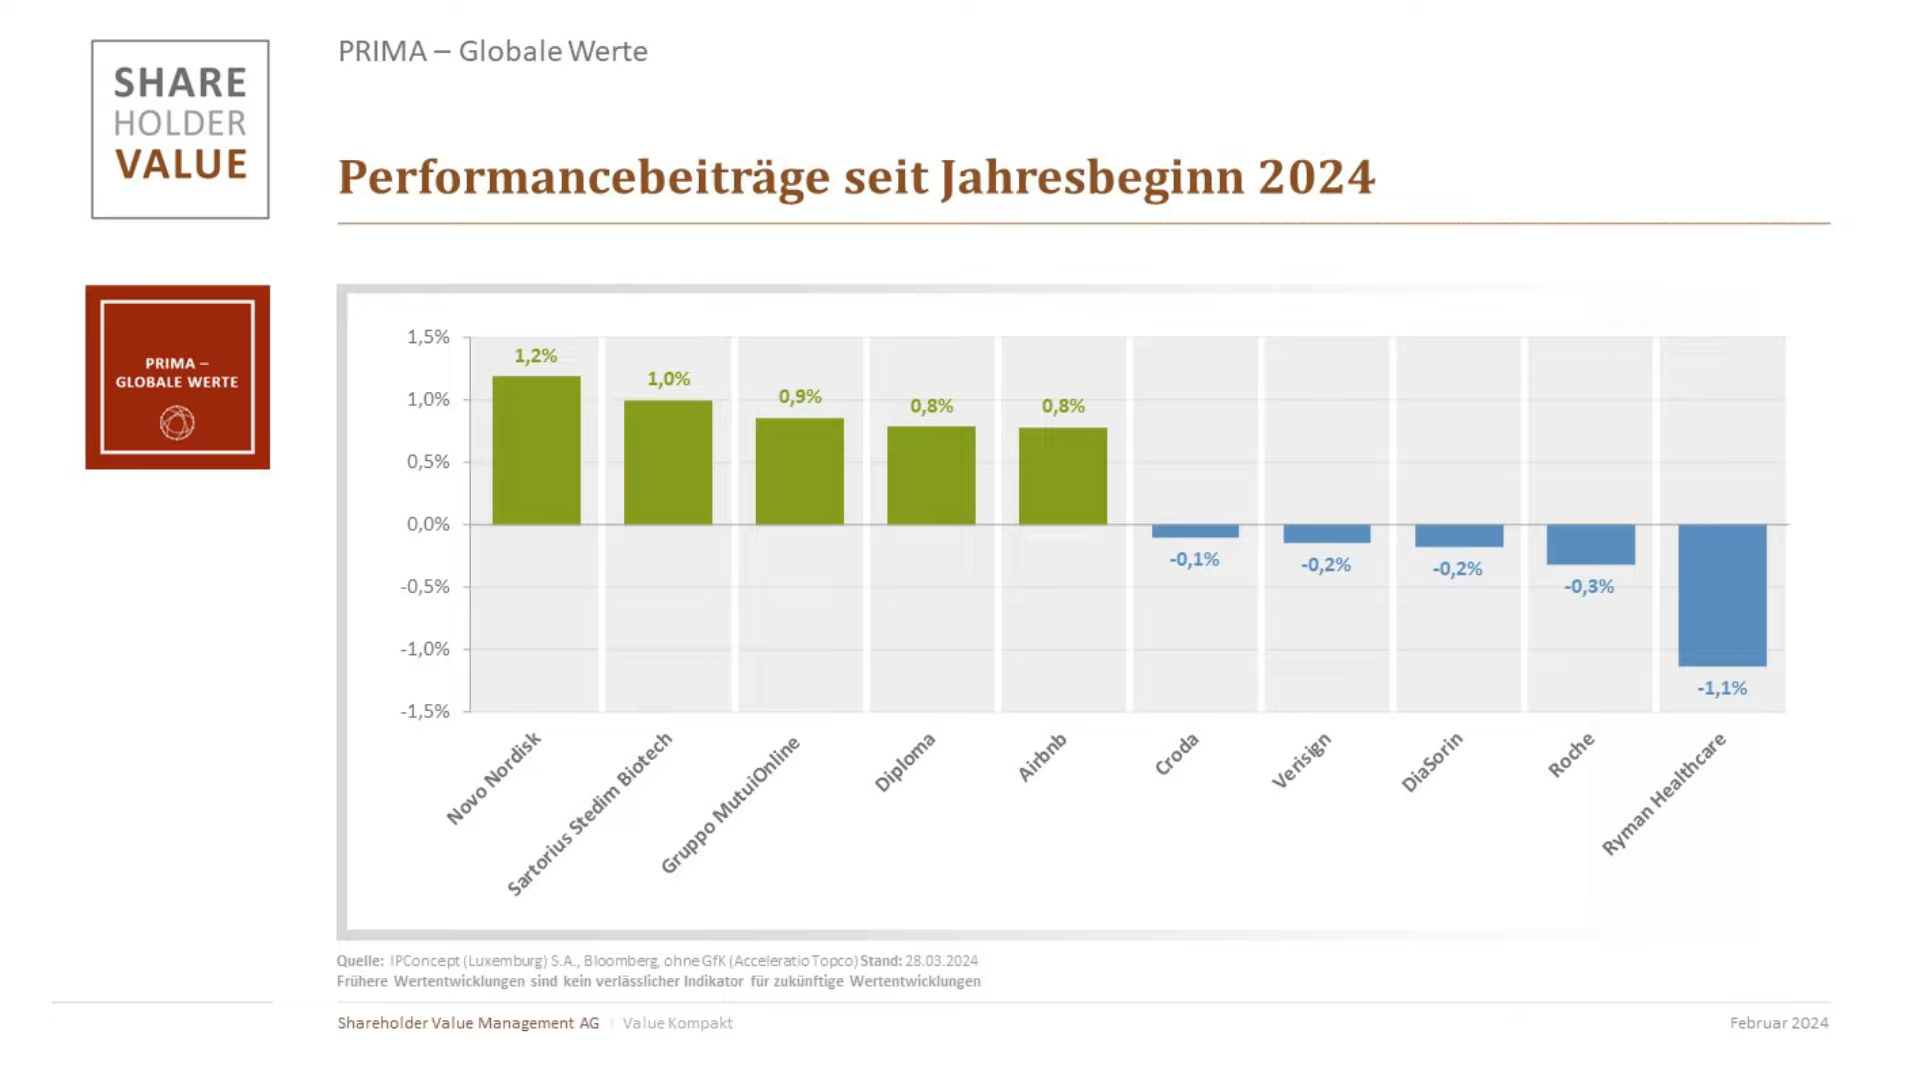 SHARE
HOLDER
VALUE
PRIMA – Globale Werte
Performancebeiträge seit Jahresbeginn 2024
PRIMA –
GLOBALE WERTE
1,5%
1,0%
0,5%
0,0%
-0,5%
-1,0%
-1,5%
1,2%
1,0%
0,9%
0,8%
0,8%
-0,1%
-0,2%
-0,2%
-0,3%
-1,1%
Novo Nordisk
Sartorius Stedim Biotech
Gruppo MutuiOnline
Diploma
Airbnb
Croda
Verisign
DiaSorin
Roche
Ryman Healthcare
Quelle: IPConcept (Luxemburg) S.A., Bloomberg, ohne GfK (Acceleratio Topco) Stand: 28.03.2024
Frühere Wertentwicklungen sind kein verlässlicher Indikator für zukünftige Wertentwicklungen
Shareholder Value Management AG | Value Kompakt
Februar 2024